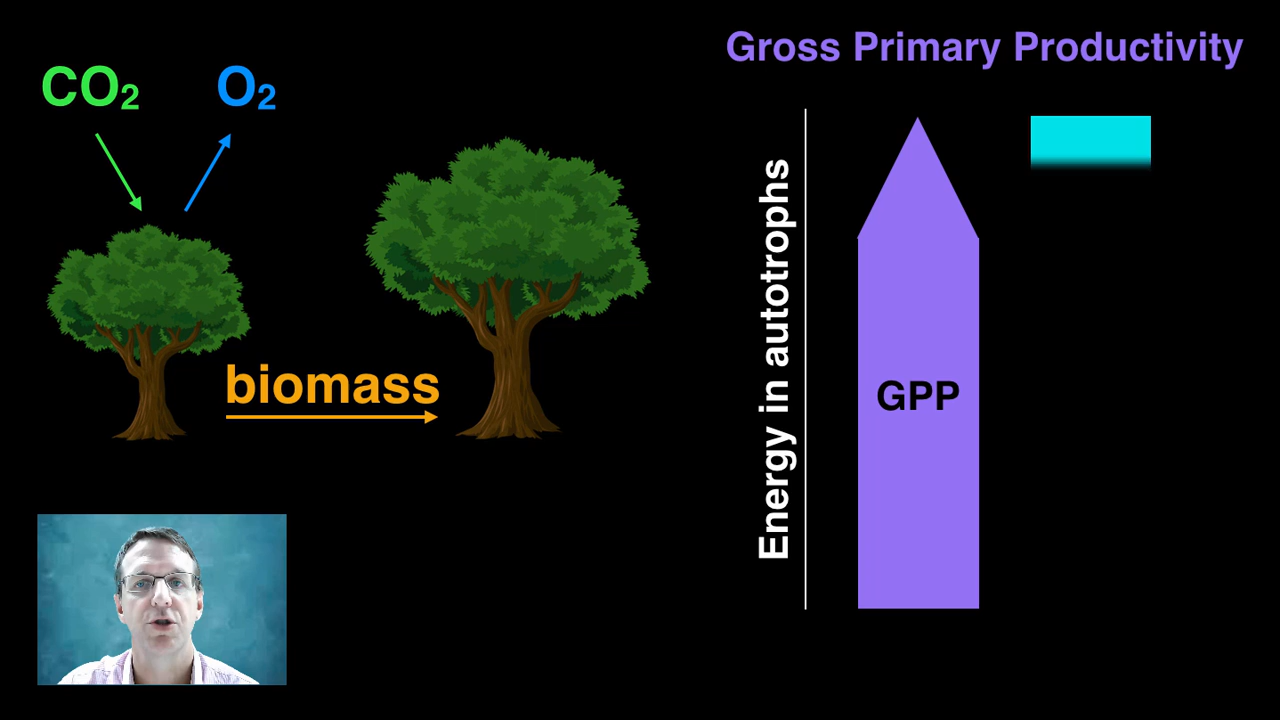 Gross Primary Productivity
CO₂
O₂
biomass
Energy in autotrophs
GPP